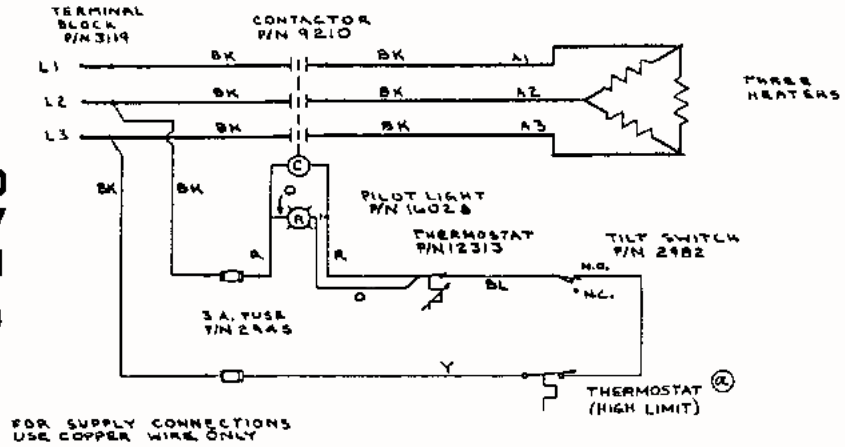 TERMINAL
BLOCK
P/N 3119
CONTACTOR
P/N 9210
L1
BK
BK
A1
L2
BK
BK
A2
L3
BK
BK
A3
THREE
HEATERS
C
BK
BK
O
R
PILOT LIGHT
P/N 16028
R
R
THERMOSTAT
P/N 12313
TILT SWITCH
P/N 2982
N.O.
N.C.
BL
O
3 A. FUSE
P/N 2945
Y
THERMOSTAT a
(HIGH LIMIT)
FOR SUPPLY CONNECTIONS
USE COPPER WIRE ONLY